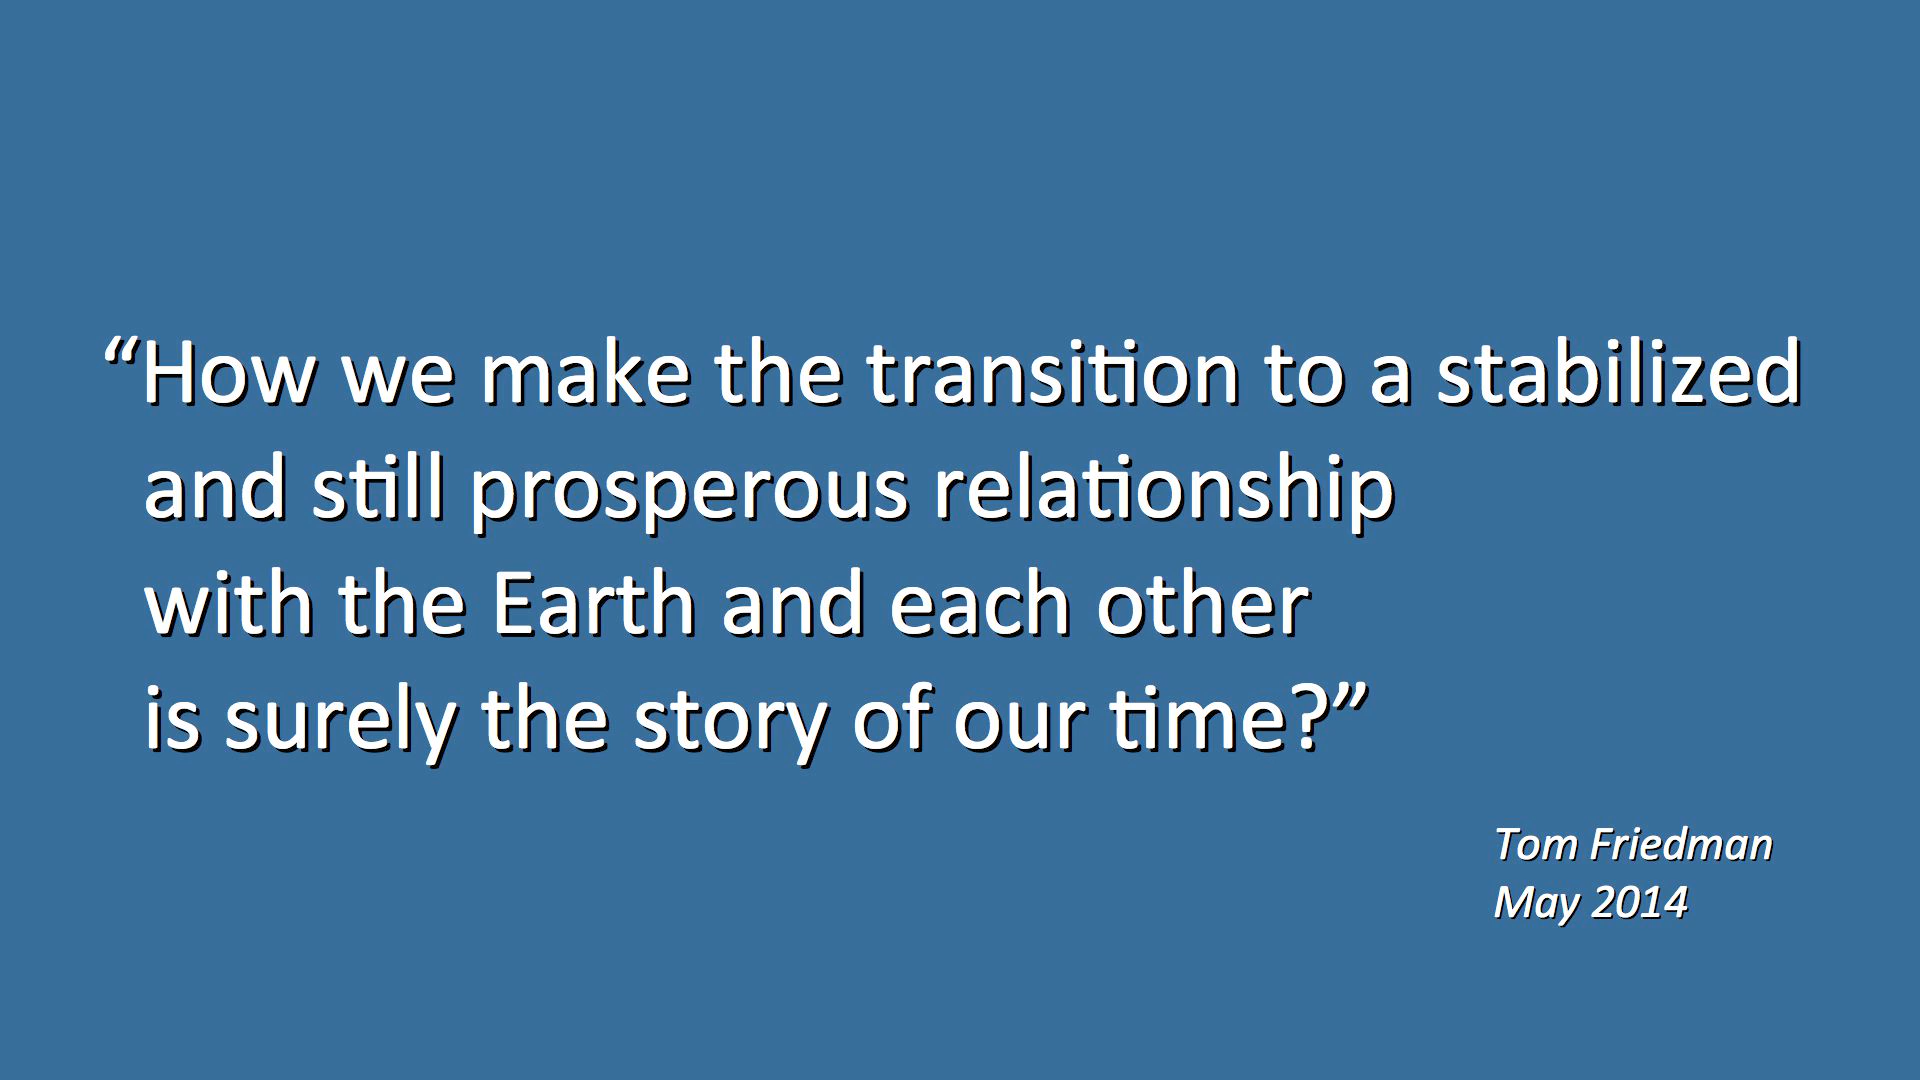 “How we make the transition to a stabilized
and still prosperous relationship
with the Earth and each other
is surely the story of our time?”
Tom Friedman
May 2014